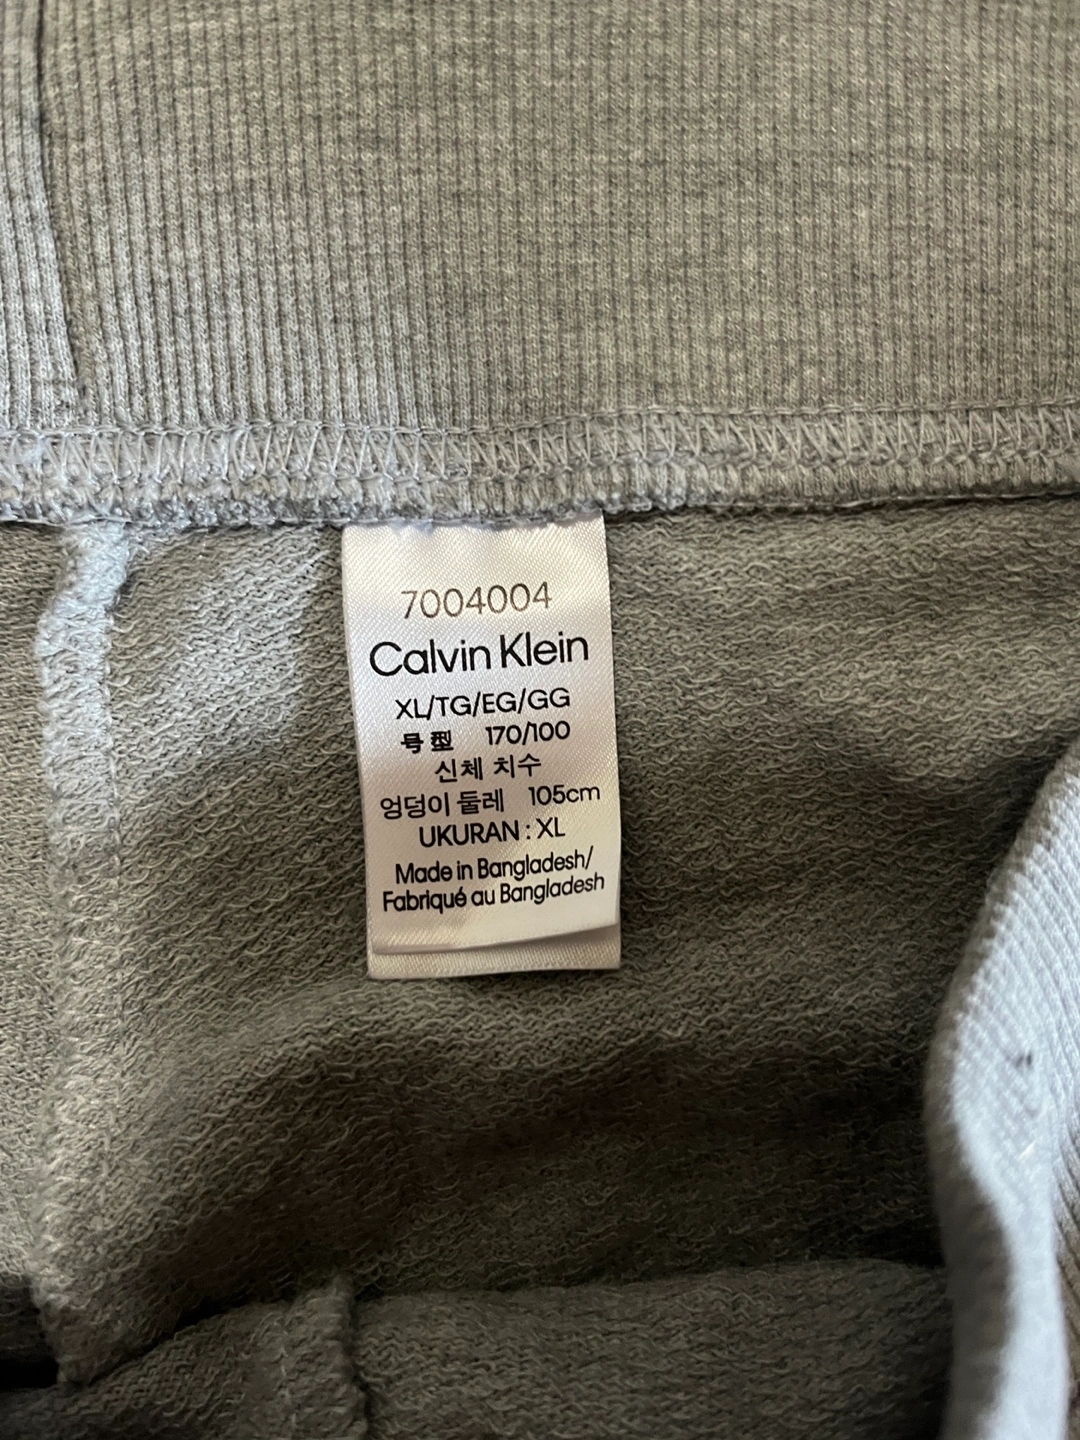 7004004
Calvin Klein
XL/TG/EG/GG
号型 170/100
신체 치수
엉덩이 둘레 105cm
UKURAN : XL
Made in Bangladesh/
Fabriqué au Bangladesh